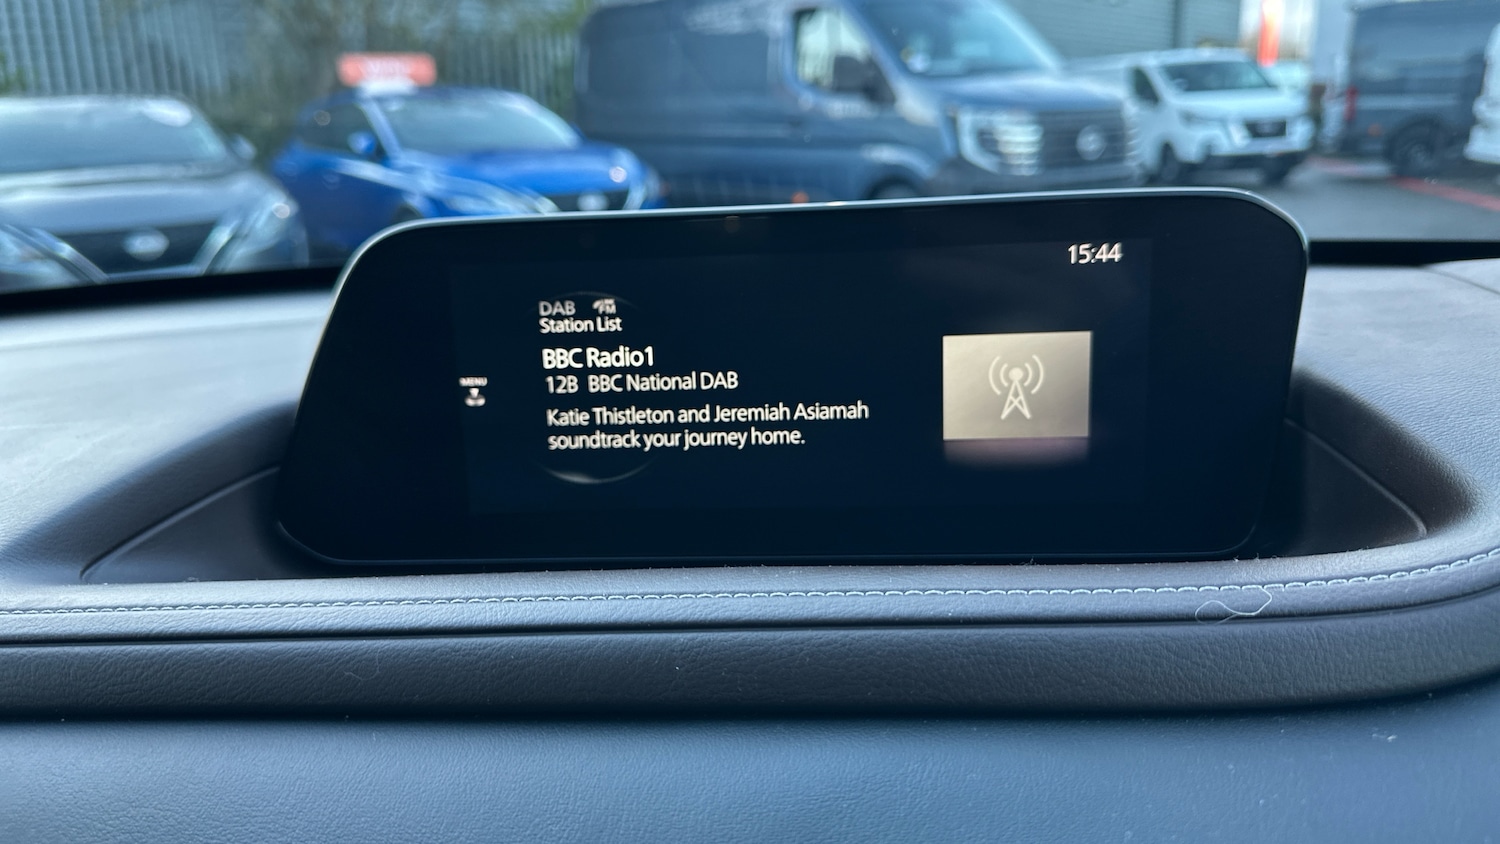 15:44
DAB FM
Station List
BBC Radio1
MENU
12B BBC National DAB
Katie Thistleton and Jeremiah Asiamah
soundtrack your journey home.